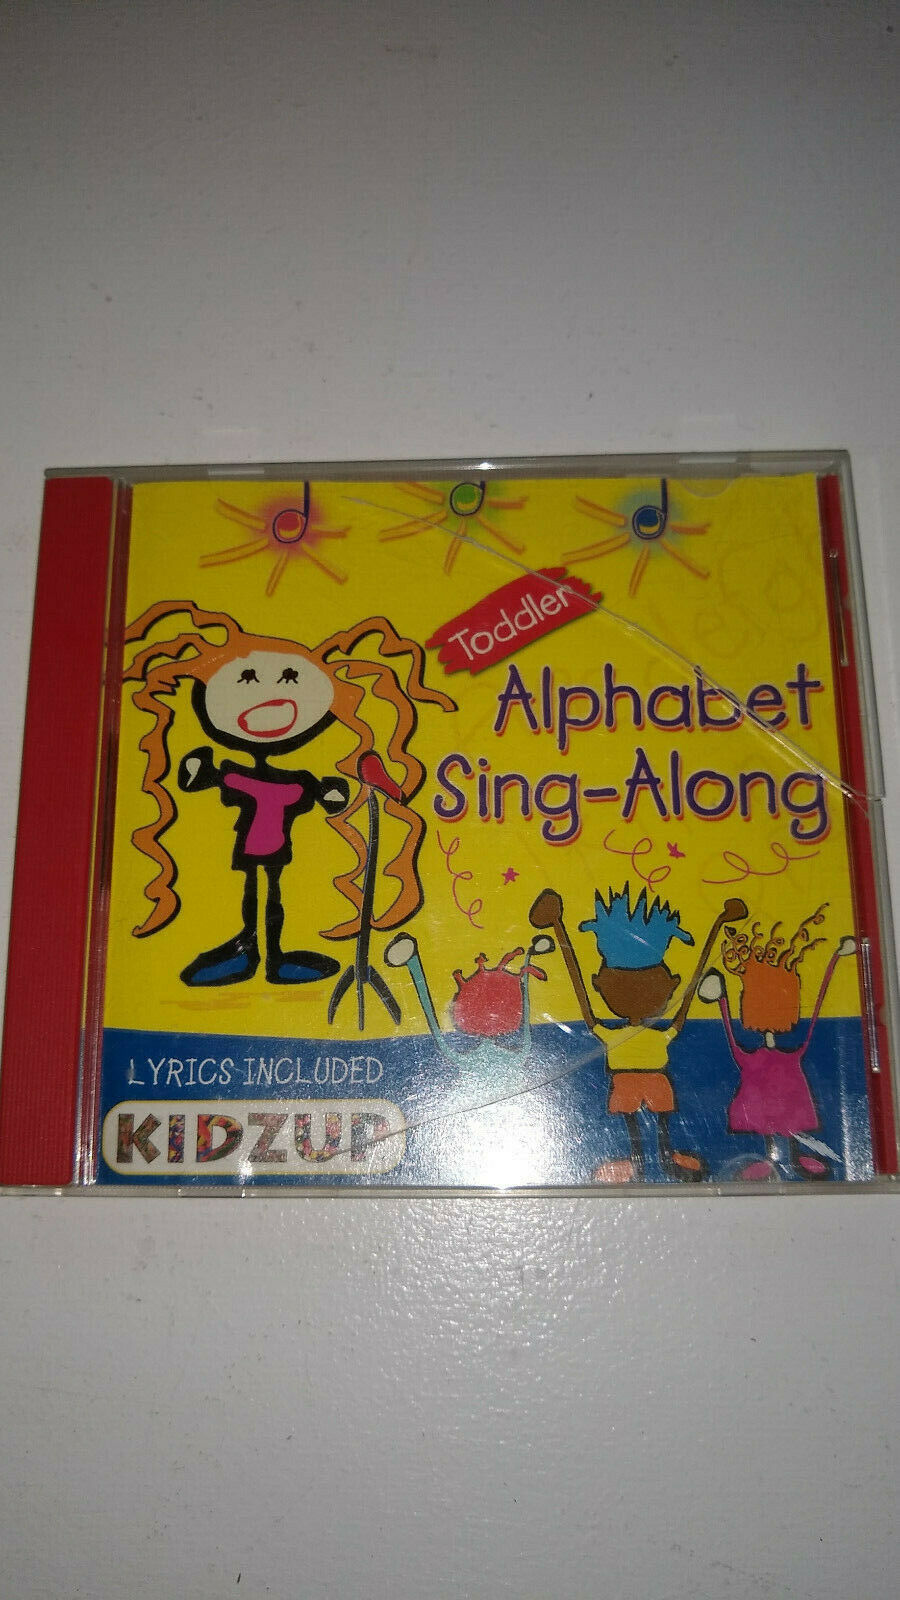 Toddler
Alphabet
Sing-Along
LYRICS INCLUDED
KIDZUP